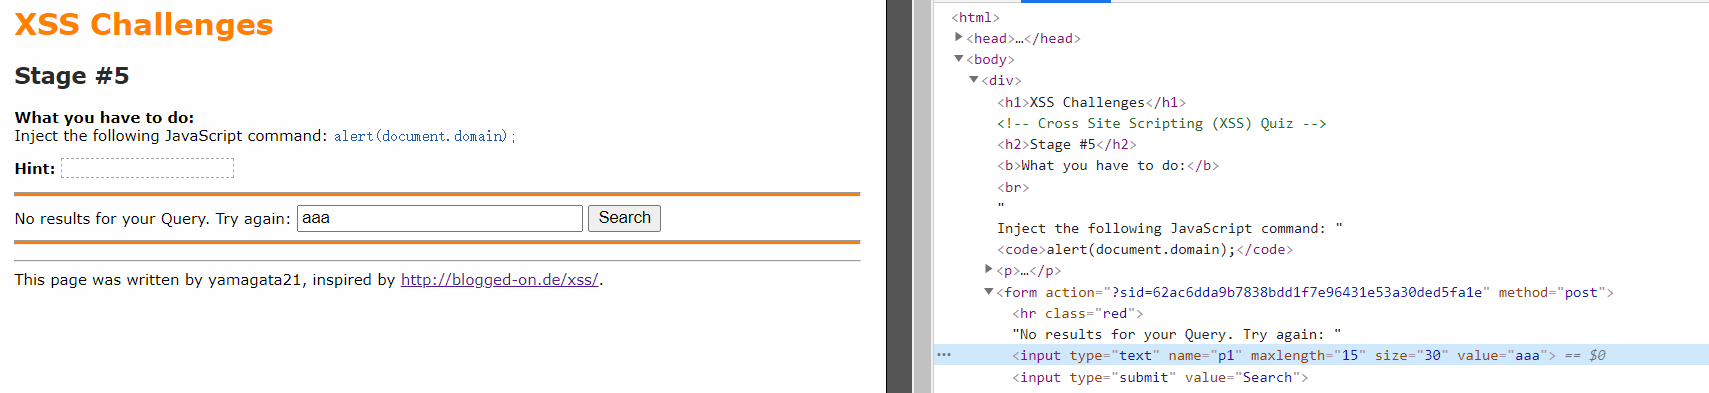 XSS Challenges
Stage #5
What you have to do:
Inject the following JavaScript command: alert(document.domain);
Hint:
No results for your Query. Try again: aaa Search
This page was written by yamagata21, inspired by http://blogged-on.de/xss/.
<html>
<head>…</head>
<body>
<div>
<h1>XSS Challenges</h1>
<!-- Cross Site Scripting (XSS) Quiz -->
<h2>Stage #5</h2>
<b>What you have to do:</b>
<br>
"
Inject the following JavaScript command: "
<code>alert(document.domain);</code>
<p>…</p>
<form action="?sid=62ac6dda9b7838bdd1f7e96431e53a30ded5fa1e" method="post">
<hr class="red">
"No results for your Query. Try again: "
… <input type="text" name="p1" maxlength="15" size="30" value="aaa"> == $0
<input type="submit" value="Search">